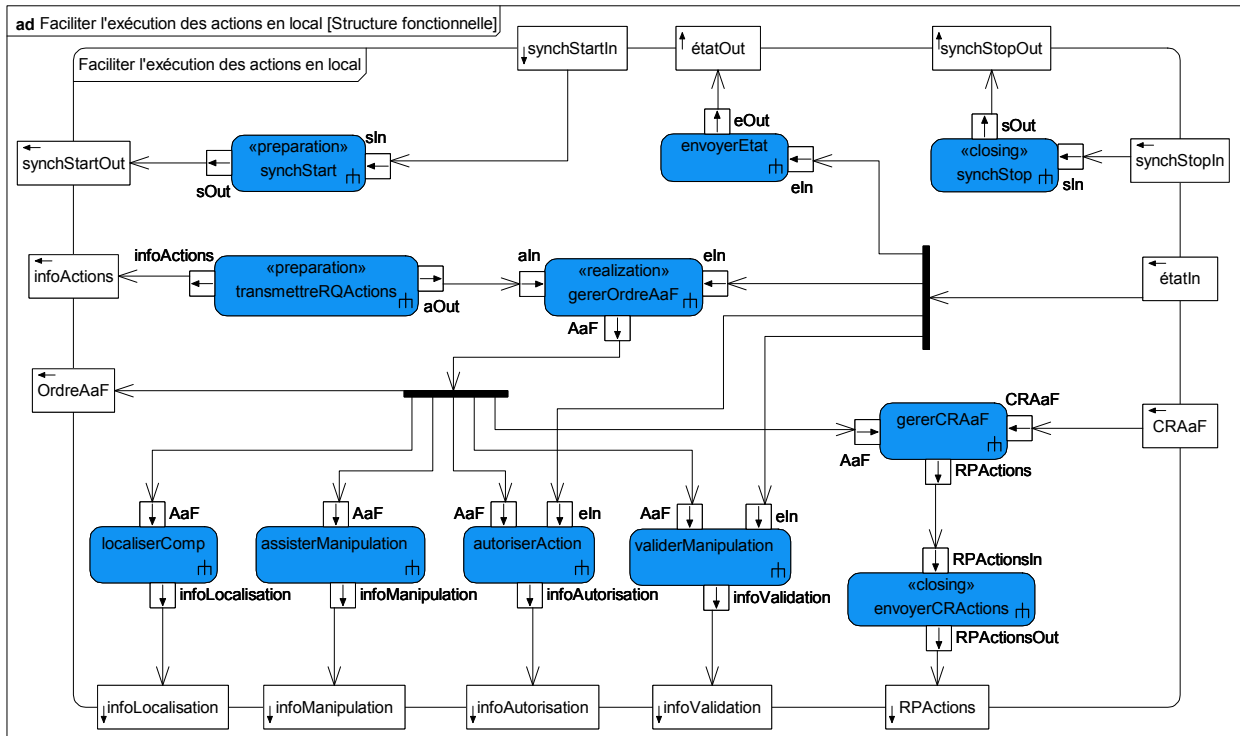 ad Faciliter l'exécution des actions en local [Structure fonctionnelle]
synchStartIn
étatOut
synchStopOut
Faciliter l'exécution des actions en local
eOut
sOut
«preparation»
synchStart
sIn
sOut
synchStartOut
envoyerEtat
eIn
«closing»
synchStop
sIn
synchStopIn
infoActions
infoActions
«preparation»
transmettreRQActions
aOut
aIn
«realization»
gererOrdreAaF
eIn
AaF
étatIn
OrdreAaF
CRAaF
gererCRAaF
AaF
RPActions
CRAaF
AaF
localiserComp
infoLocalisation
AaF
assisterManipulation
infoManipulation
AaF
eIn
autoriserAction
infoAutorisation
AaF
eIn
validerManipulation
infoValidation
RPActionsIn
«closing»
envoyerCRActions
RPActionsOut
infoLocalisation
infoManipulation
infoAutorisation
infoValidation
RPActions